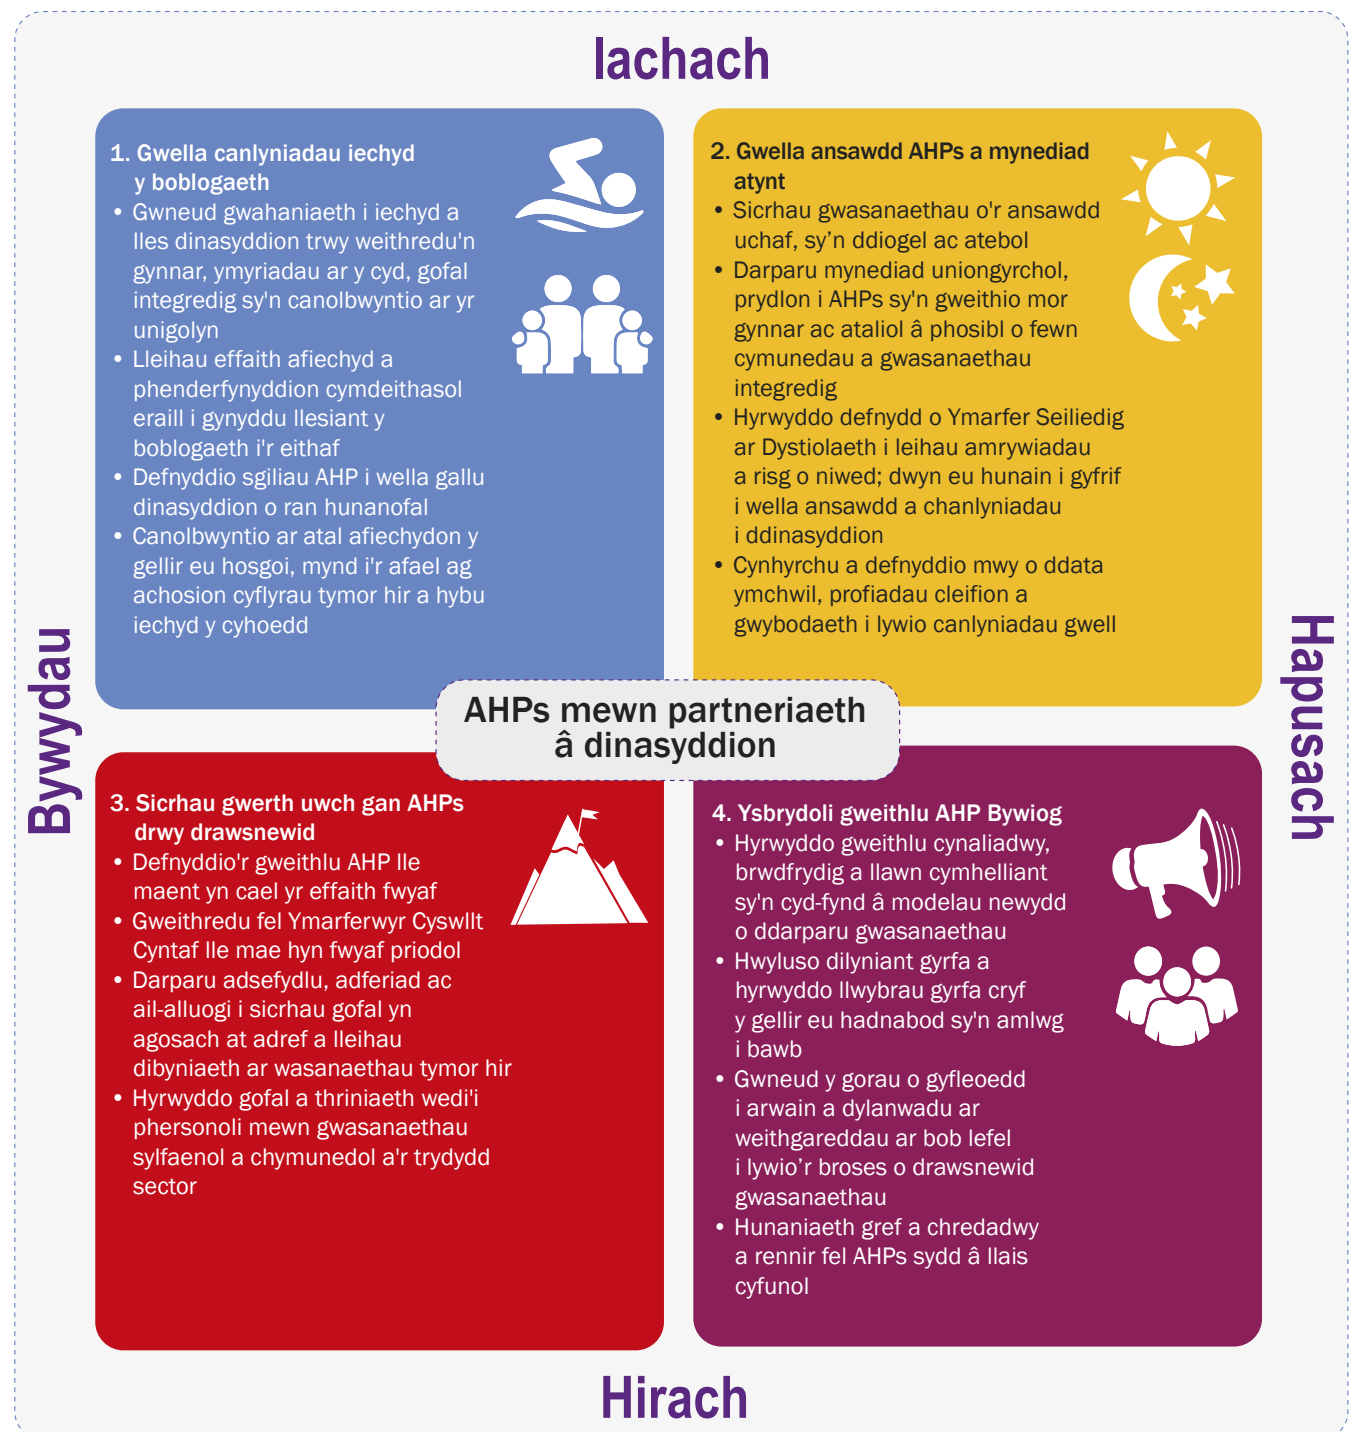 Iachach
1. Gwella canlyniadau iechyd
y boblogaeth
• Gwneud gwahaniaeth i iechyd a
lles dinasyddion trwy weithredu'n
gynnar, ymyriadau ar y cyd, gofal
integredig sy'n canolbwyntio ar yr
unigolyn
• Lleihau effaith afiechyd a
phenderfynyddion cymdeithasol
eraill i gynyddu llesiant y
boblogaeth i'r eithaf
• Defnyddio sgiliau AHP i wella gallu
dinasyddion o ran hunanofal
• Canolbwyntio ar atal afiechydon y
gellir eu hosgoi, mynd i'r afael ag
achosion cyflyrau tymor hir a hybu
iechyd y cyhoedd
2. Gwella ansawdd AHPs a mynediad
atynt
• Sicrhau gwasanaethau o'r ansawdd
uchaf, sy’n ddiogel ac atebol
• Darparu mynediad uniongyrchol,
prydlon i AHPs sy'n gweithio mor
gynnar ac ataliol â phosibl o fewn
cymunedau a gwasanaethau
integredig
• Hyrwyddo defnydd o Ymarfer Seiliedig
ar Dystiolaeth i leihau amrywiadau
a risg o niwed; dwyn eu hunain i gyfrif
i wella ansawdd a chanlyniadau
i ddinasyddion
• Cynhyrchu a defnyddio mwy o ddata
ymchwil, profiadau cleifion a
gwybodaeth i lywio canlyniadau gwell
Bywydau
Hapusach
AHPs mewn partneriaeth
â dinasyddion
3. Sicrhau gwerth uwch gan AHPs
drwy drawsnewid
• Defnyddio'r gweithlu AHP lle
maent yn cael yr effaith fwyaf
• Gweithredu fel Ymarferwyr Cyswllt
Cyntaf lle mae hyn fwyaf priodol
• Darparu adsefydlu, adferiad ac
ail-alluogi i sicrhau gofal yn
agosach at adref a lleihau
dibyniaeth ar wasanaethau tymor hir
• Hyrwyddo gofal a thriniaeth wedi'i
phersonoli mewn gwasanaethau
sylfaenol a chymunedol a'r trydydd
sector
4. Ysbrydoli gweithlu AHP Bywiog
• Hyrwyddo gweithlu cynaliadwy,
brwdfrydig a llawn cymhelliant
sy'n cyd-fynd â modelau newydd
o ddarparu gwasanaethau
• Hwyluso dilyniant gyrfa a
hyrwyddo llwybrau gyrfa cryf
y gellir eu hadnabod sy'n amlwg
i bawb
• Gwneud y gorau o gyfleoedd
i arwain a dylanwadu ar
weithgareddau ar bob lefel
i lywio’r broses o drawsnewid
gwasanaethau
• Hunaniaeth gref a chredadwy
a rennir fel AHPs sydd â llais
cyfunol
Hirach